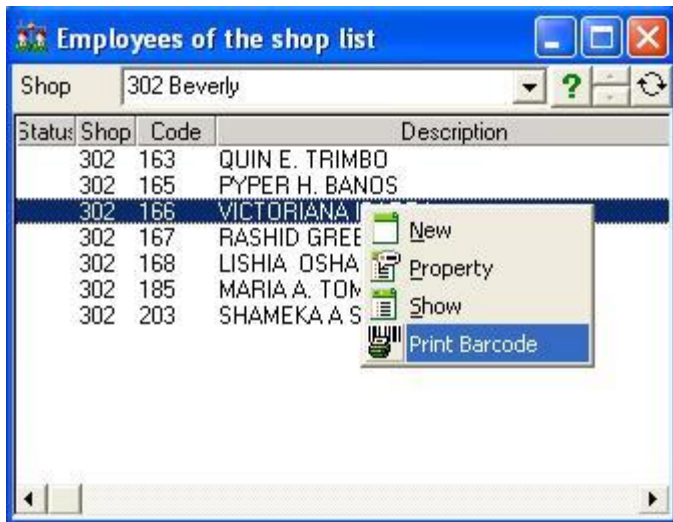 Employees of the shop list
Shop 302 Beverly ?
Status Shop Code Description
302 163 QUIN E. TRIMBO
302 165 PYPER H. BANOS
302 166 VICTORIANA
302 167 RASHID
302 168 LISHIA OSHA
302 185 MARIA A. TOM
302 203 SHAMEKA A S
New
Property
Show
Print Barcode